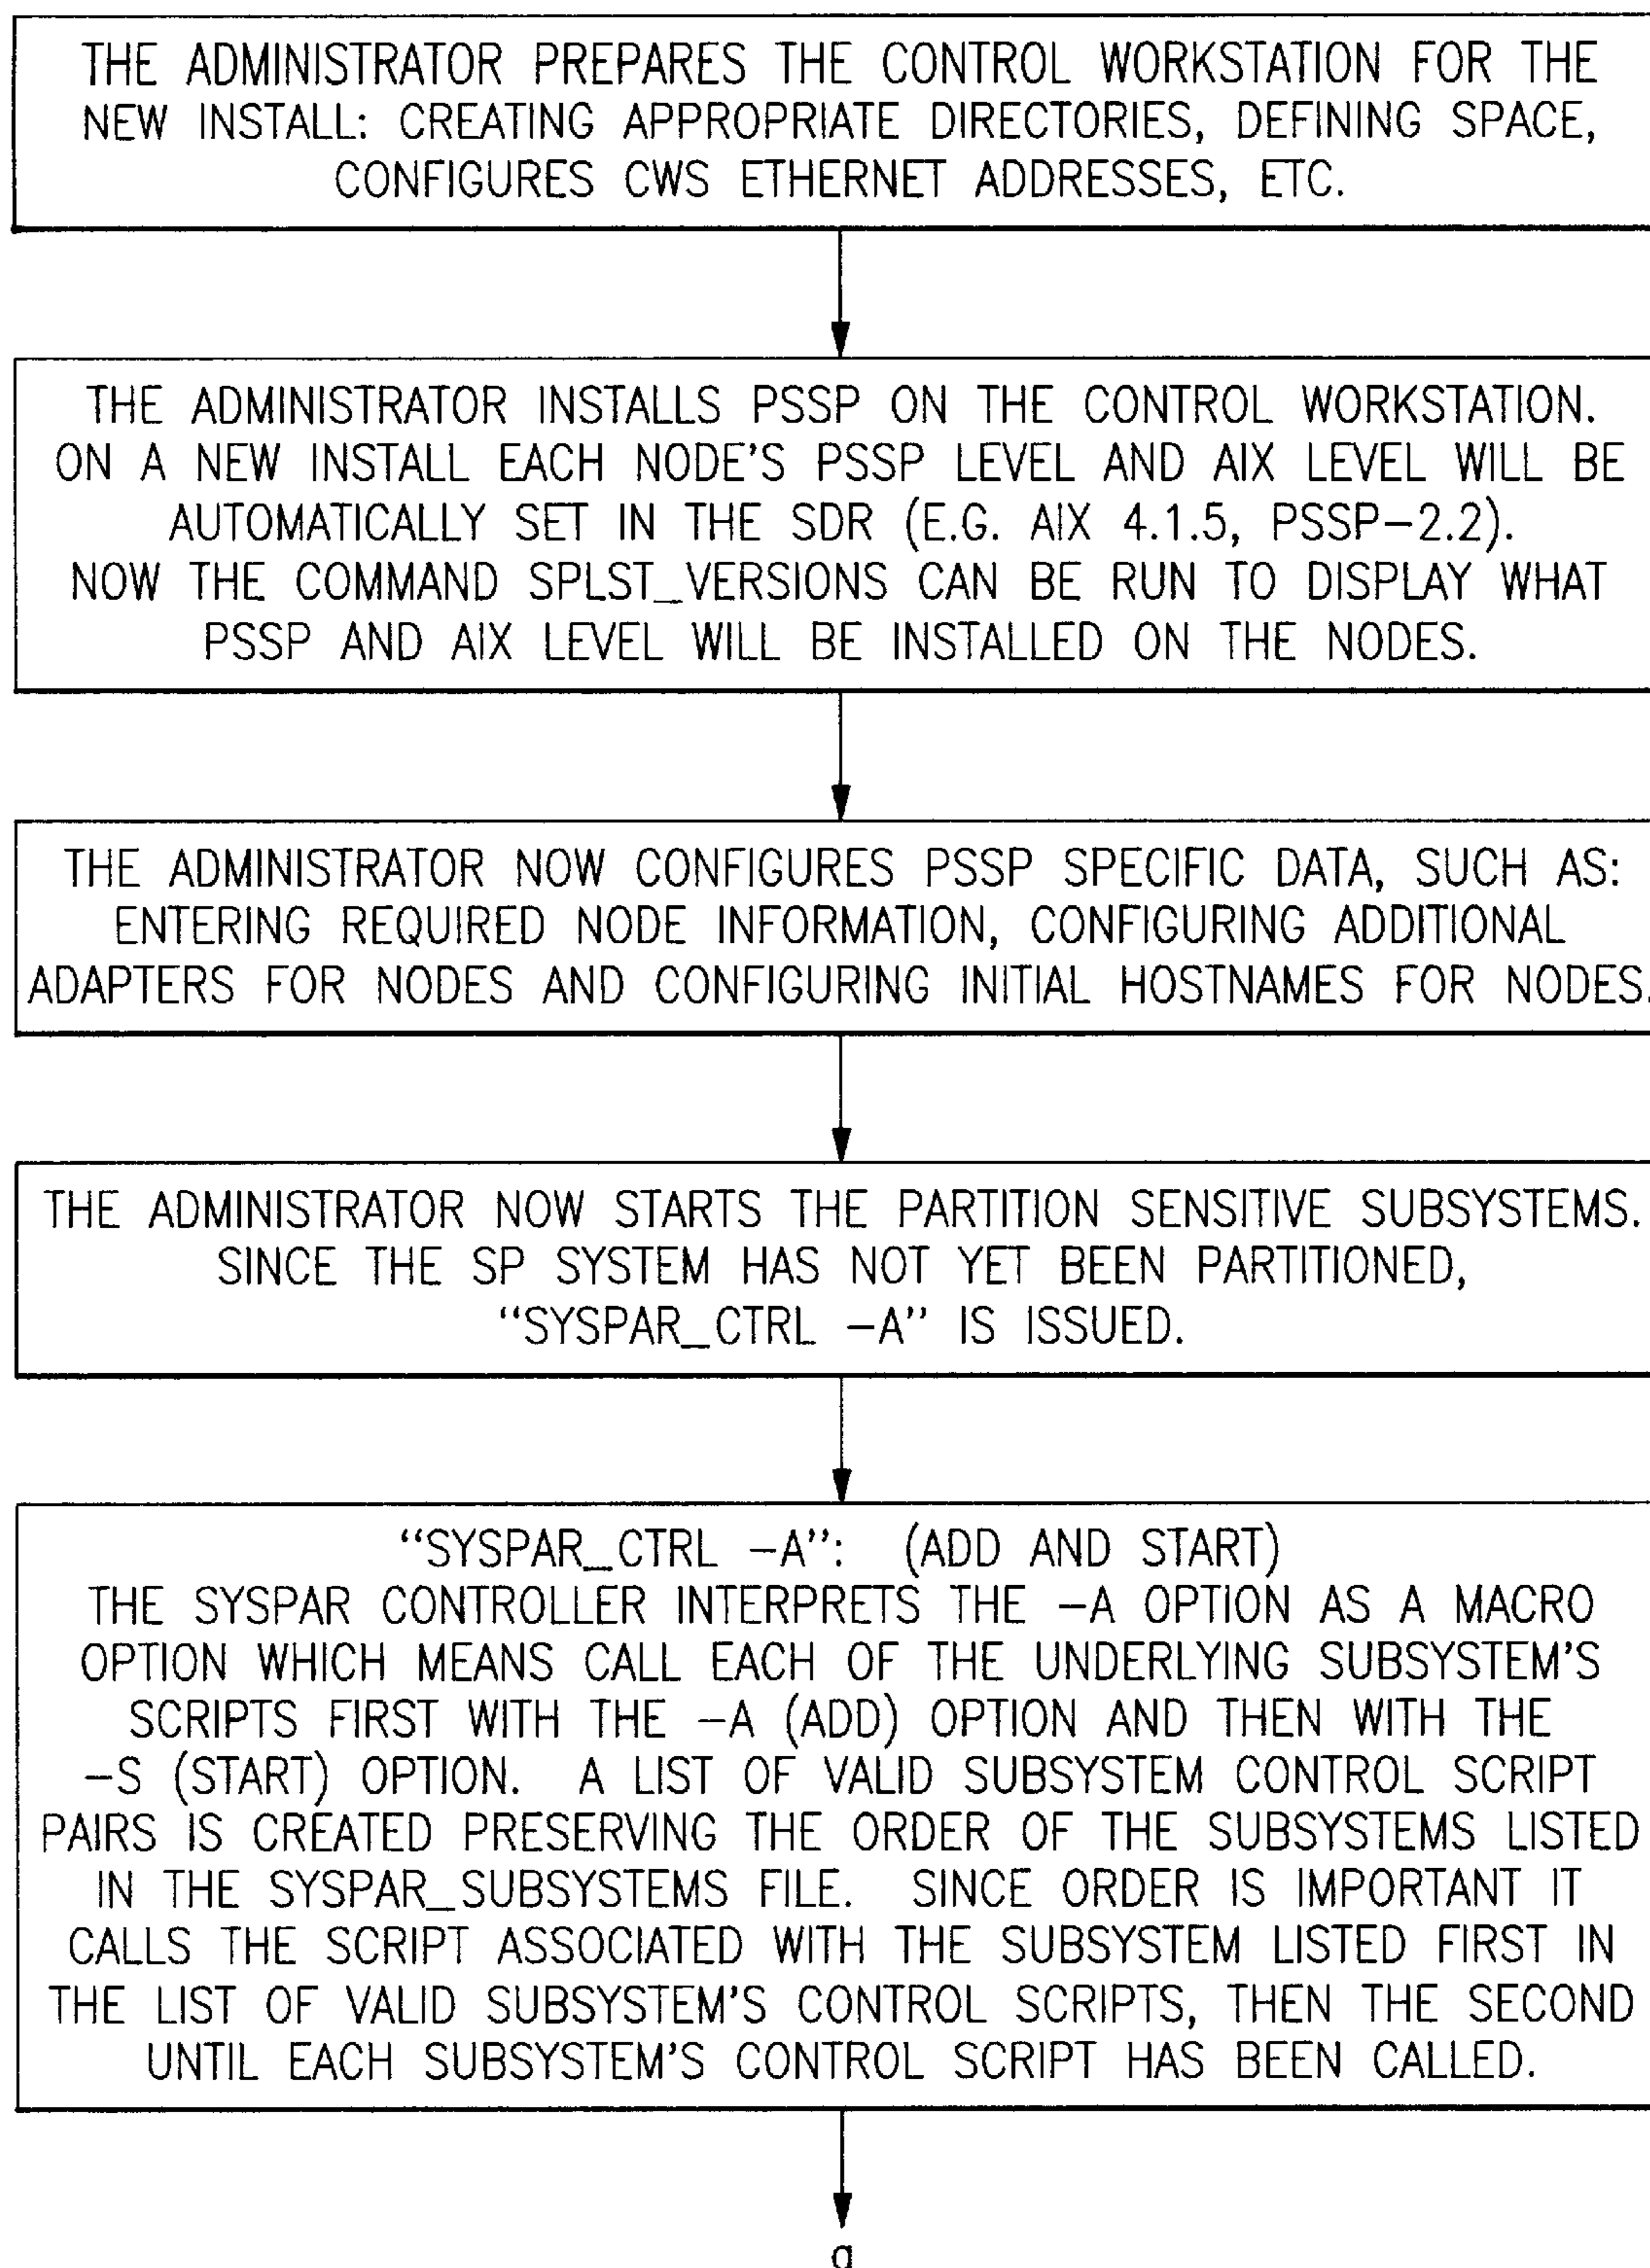 THE ADMINISTRATOR PREPARES THE CONTROL WORKSTATION FOR THE
NEW INSTALL: CREATING APPROPRIATE DIRECTORIES, DEFINING SPACE,
CONFIGURES CWS ETHERNET ADDRESSES, ETC.
THE ADMINISTRATOR INSTALLS PSSP ON THE CONTROL WORKSTATION.
ON A NEW INSTALL EACH NODE'S PSSP LEVEL AND AIX LEVEL WILL BE
AUTOMATICALLY SET IN THE SDR (E.G. AIX 4.1.5, PSSP-2.2).
NOW THE COMMAND SPLST_VERSIONS CAN BE RUN TO DISPLAY WHAT
PSSP AND AIX LEVEL WILL BE INSTALLED ON THE NODES.
THE ADMINISTRATOR NOW CONFIGURES PSSP SPECIFIC DATA, SUCH AS:
ENTERING REQUIRED NODE INFORMATION, CONFIGURING ADDITIONAL
ADAPTERS FOR NODES AND CONFIGURING INITIAL HOSTNAMES FOR NODES.
THE ADMINISTRATOR NOW STARTS THE PARTITION SENSITIVE SUBSYSTEMS.
SINCE THE SP SYSTEM HAS NOT YET BEEN PARTITIONED,
“SYSPAR_CTRL -A” IS ISSUED.
“SYSPAR_CTRL -A”: (ADD AND START)
THE SYSPAR CONTROLLER INTERPRETS THE -A OPTION AS A MACRO
OPTION WHICH MEANS CALL EACH OF THE UNDERLYING SUBSYSTEM'S
SCRIPTS FIRST WITH THE -A (ADD) OPTION AND THEN WITH THE
-S (START) OPTION. A LIST OF VALID SUBSYSTEM CONTROL SCRIPT
PAIRS IS CREATED PRESERVING THE ORDER OF THE SUBSYSTEMS LISTED
IN THE SYSPAR_SUBSYSTEMS FILE. SINCE ORDER IS IMPORTANT IT
CALLS THE SCRIPT ASSOCIATED WITH THE SUBSYSTEM LISTED FIRST IN
THE LIST OF VALID SUBSYSTEM'S CONTROL SCRIPTS, THEN THE SECOND
UNTIL EACH SUBSYSTEM'S CONTROL SCRIPT HAS BEEN CALLED.
a